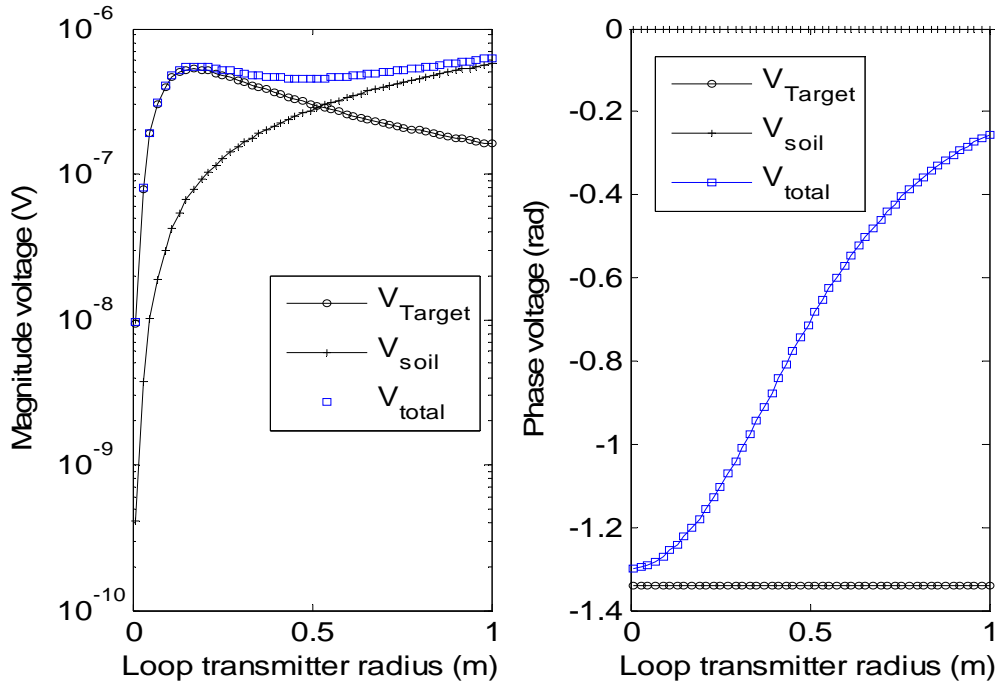 10^-6
10^-7
10^-8
10^-9
10^-10
Magnitude voltage (V)
V_Target
V_soil
V_total
0
0.5
1
Loop transmitter radius (m)
0
-0.2
-0.4
-0.6
-0.8
-1
-1.2
-1.4
Phase voltage (rad)
V_Target
V_soil
V_total
0
0.5
1
Loop transmitter radius (m)